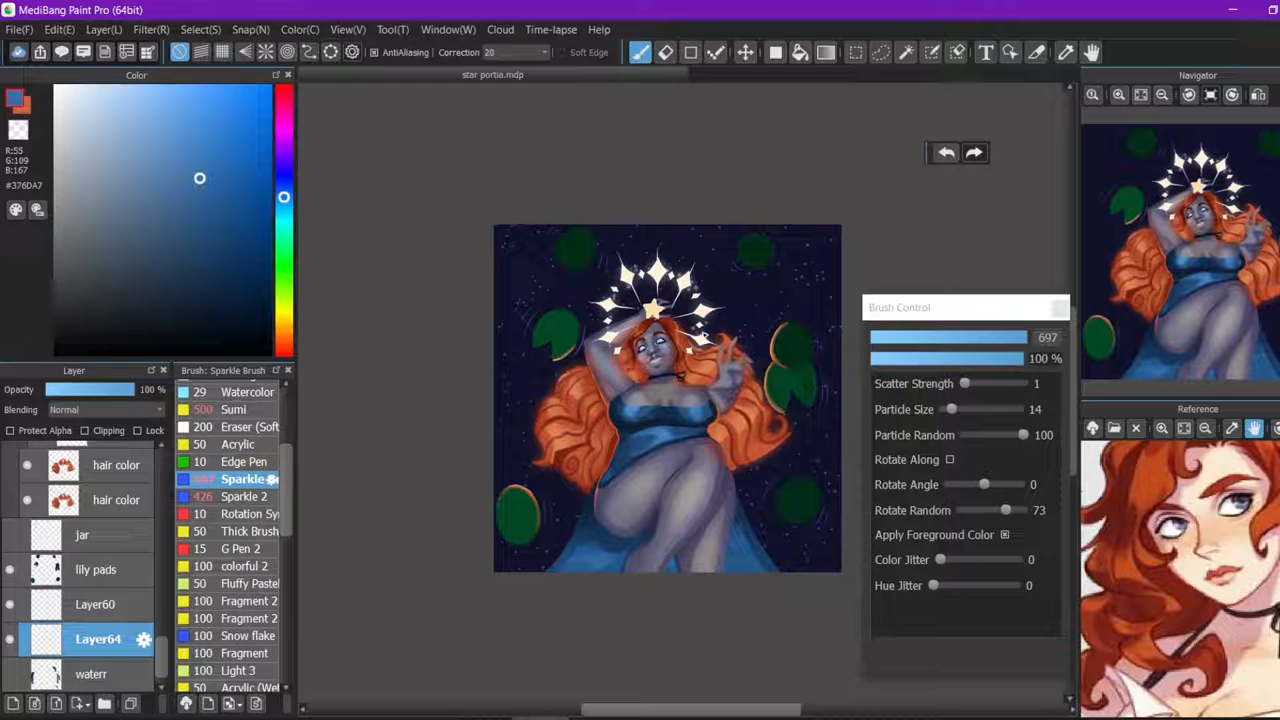 MediBang Paint Pro (64bit)
File(F) Edit(E) Layer(L) Filter(R) Select(S) Snap(N) Color(C) View(V) Tool(T) Window(W) Cloud Time-lapse Help
AntiAliasing Correction 20 Soft Edge
Color
star portia.mdp
Navigator
R:55
G:109
B:167
#376DA7
Brush Control
697
100 %
Scatter Strength 1
Particle Size 14
Particle Random 100
Rotate Along
Rotate Angle 0
Rotate Random 73
Apply Foreground Color
Color Jitter 0
Hue Jitter 0
Layer
Opacity 100 %
Blending Normal
Protect Alpha Clipping Lock
hair color
hair color
jar
lily pads
Layer60
Layer64
waterr
Brush: Sparkle Brush
29 Watercolor
500 Sumi
200 Eraser (Soft
50 Acrylic
10 Edge Pen
Sparkle
426 Sparkle 2
10 Rotation Sy
50 Thick Brush
15 G Pen 2
100 colorful 2
50 Fluffy Pastel
100 Fragment 2
100 Fragment 2
100 Snow flake
100 Fragment
100 Light 3
50 Acrylic (We
Reference